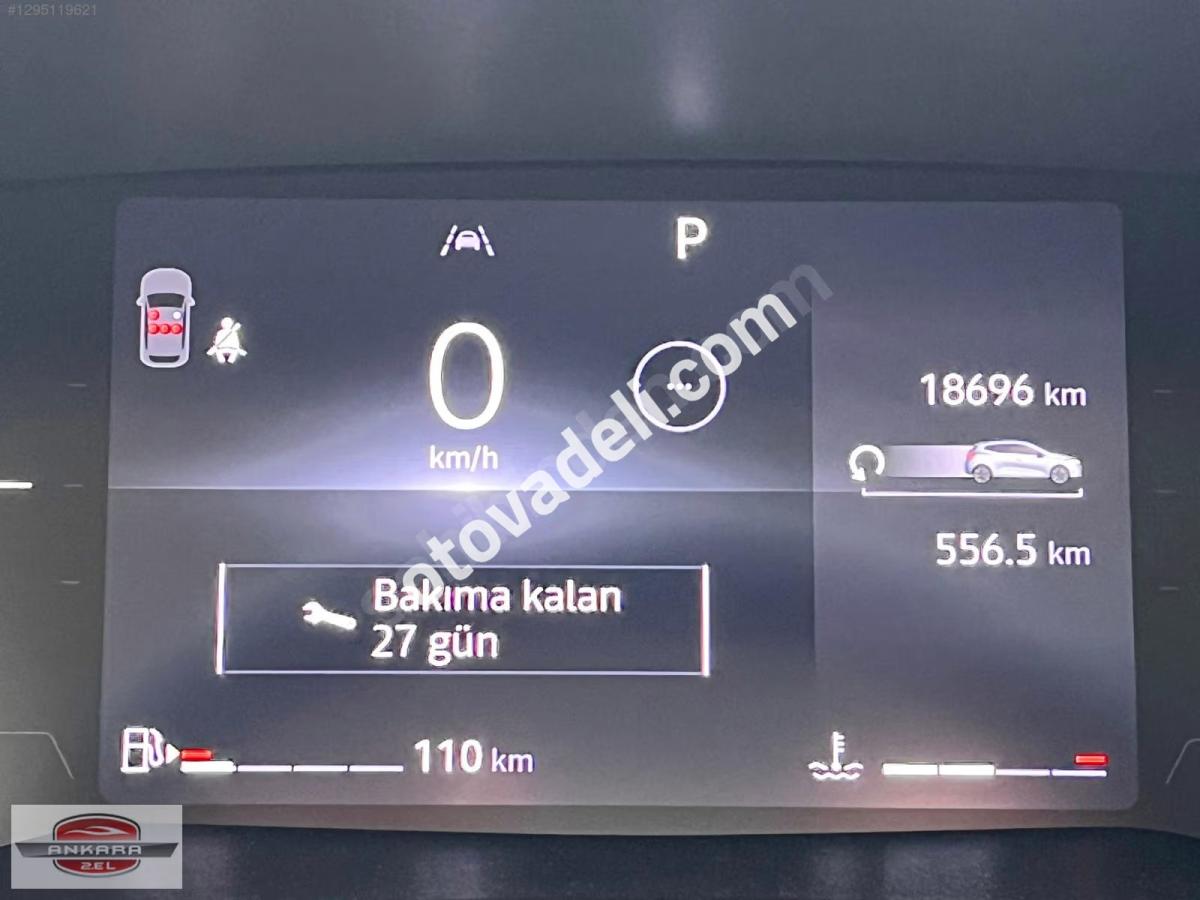 #1295119621
P
0
km/h
18696 km
556.5 km
Bakıma kalan
27 gün
110 km
otovadeli.com
ANKARA
2.EL